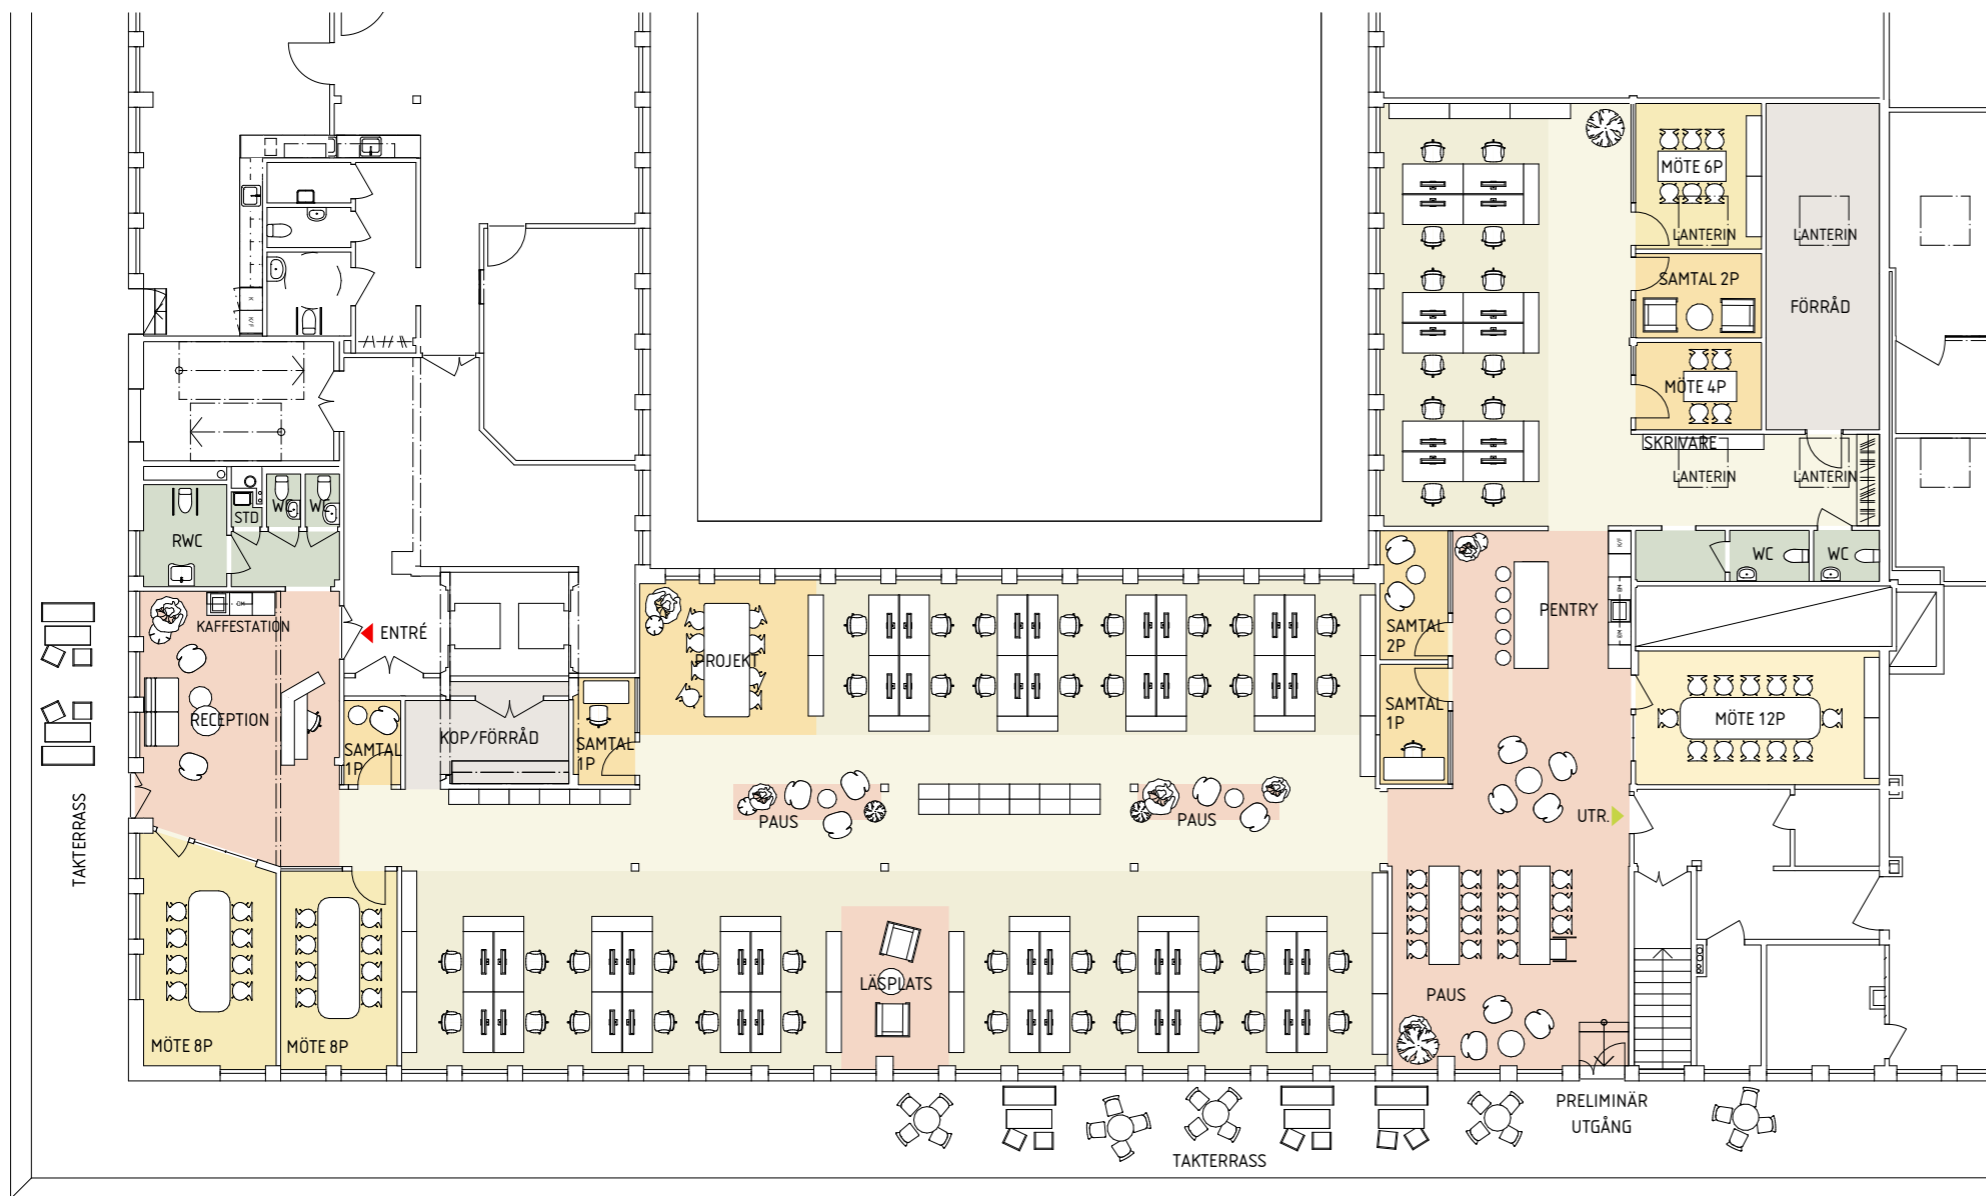 MÖTE 6P
LANTERIN
LANTERIN
SAMTAL 2P
FÖRRÅD
MÖTE 4P
SKRIVARE
LANTERIN
LANTERIN
WC
WC
STD
RWC
WC
WC
KAFFESTATION
DM
ENTRÉ
RECEPTION
SAMTAL
1P
KOP/FÖRRÅD
SAMTAL
1P
PROJEKT
SAMTAL
2P
PENTRY
SAMTAL
1P
MÖTE 12P
PAUS
PAUS
UTR.
TAKTERRASS
MÖTE 8P
MÖTE 8P
LÄSPLATS
PAUS
PRELIMINÄR
UTGÅNG
TAKTERRASS
K
K/F
K/F